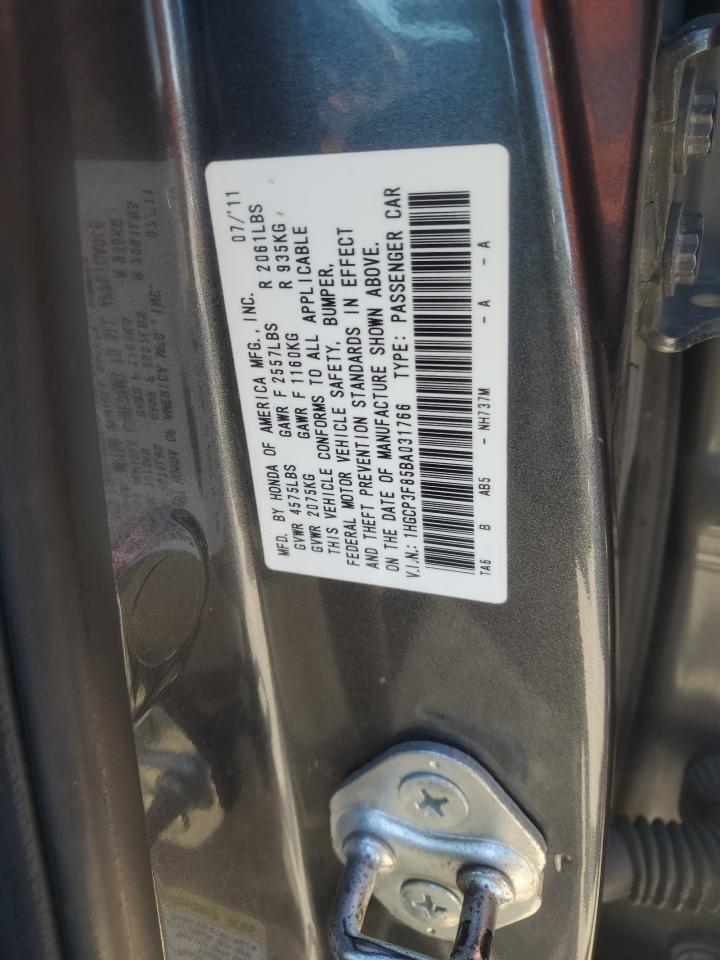 MFD. BY HONDA OF AMERICA MFG., INC. 07/'11
GVWR 4575LBS GAWR F 2557LBS R 2061LBS
GVWR 2075KG GAWR F 1160KG R 935KG
THIS VEHICLE CONFORMS TO ALL APPLICABLE
FEDERAL MOTOR VEHICLE SAFETY, BUMPER,
AND THEFT PREVENTION STANDARDS IN EFFECT
ON THE DATE OF MANUFACTURE SHOWN ABOVE.
V.I.N.: 1HGCP3F85BA031766 TYPE: PASSENGER CAR
TA6 B AB5 - NH737M - A - A